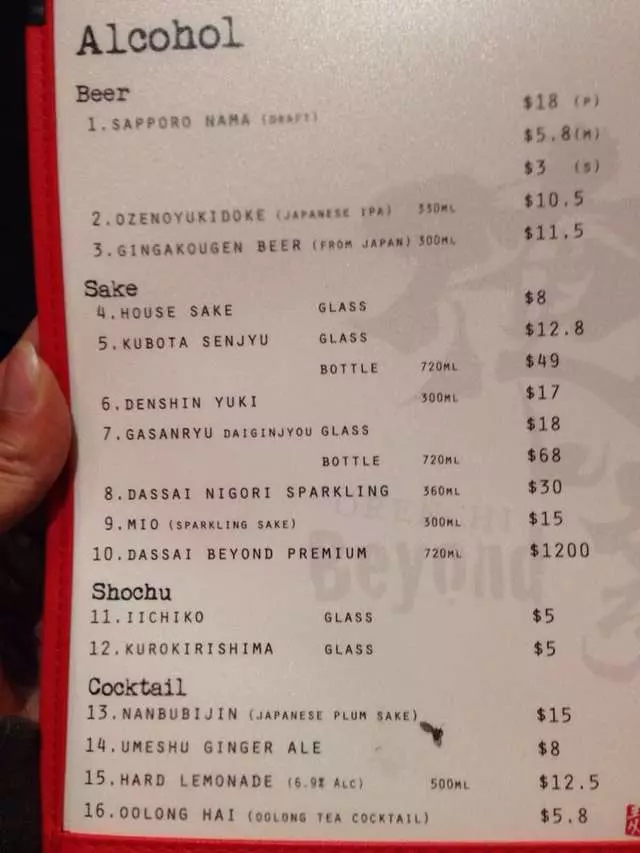 Alcohol
Beer
1. SAPPORO NAMA (DRAFT) $18 (P)
$5.8(M)
$3 (S)
2. OZENOYUKIDOKE (JAPANESE IPA) 330ML $10.5
3. GINGAKOUGEN BEER (FROM JAPAN) 300ML $11.5
Sake
4. HOUSE SAKE GLASS $8
5. KUBOTA SENJYU GLASS $12.8
BOTTLE 720ML $49
6. DENSHIN YUKI 300ML $17
7. GASANRYU DAIGINJYOU GLASS $18
BOTTLE 720ML $68
8. DASSAI NIGORI SPARKLING 360ML $30
9. MIO (SPARKLING SAKE) 300ML $15
10. DASSAI BEYOND PREMIUM 720ML $1200
Beyond
Shochu
11. IICHIKO GLASS $5
12. KUROKIRISHIMA GLASS $5
Cocktail
13. NANBUBIJIN (JAPANESE PLUM SAKE) $15
14. UMESHU GINGER ALE $8
15. HARD LEMONADE (6.9% ALC) 500ML $12.5
16. OOLONG HAI (OOLONG TEA COCKTAIL) $5.8